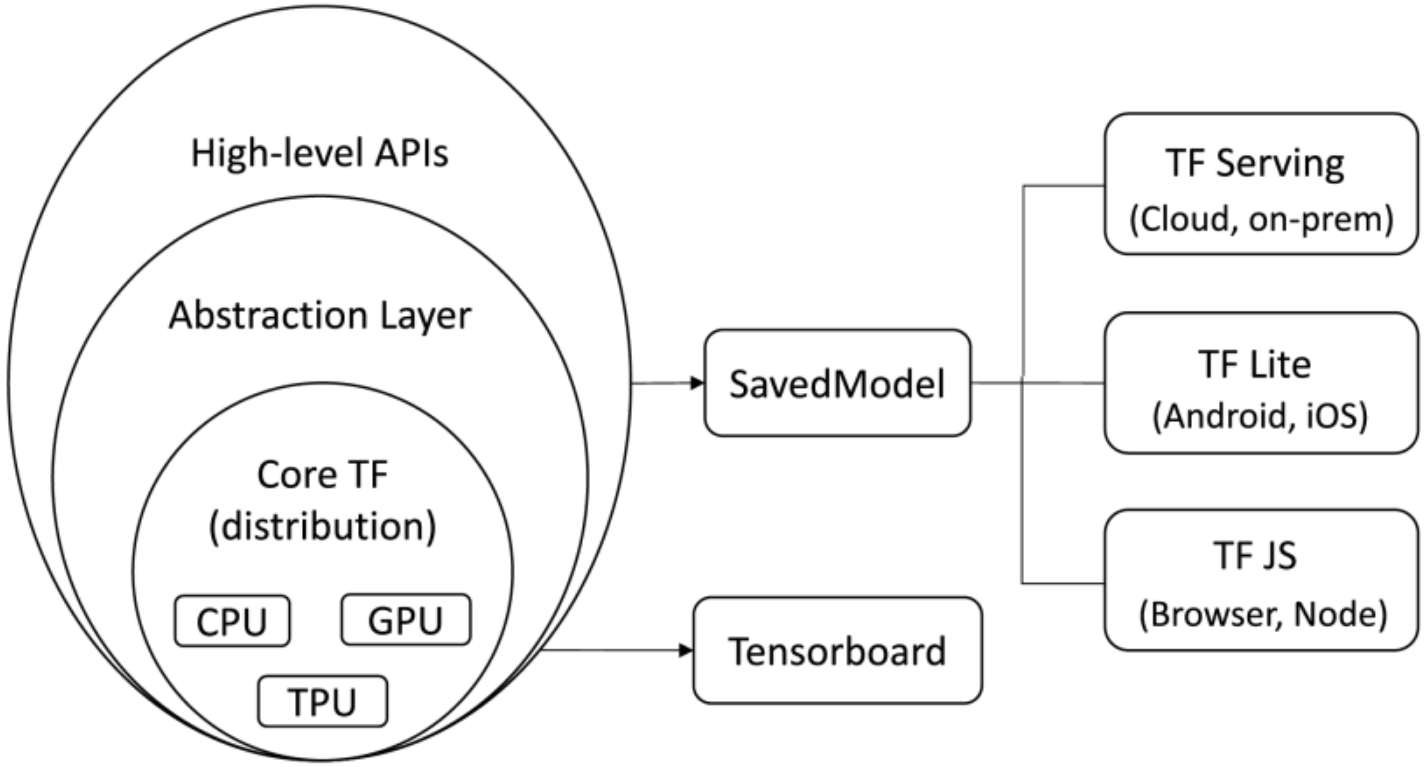 High-level APIs
Abstraction Layer
Core TF
(distribution)
CPU
GPU
TPU
SavedModel
Tensorboard
TF Serving
(Cloud, on-prem)
TF Lite
(Android, iOS)
TF JS
(Browser, Node)